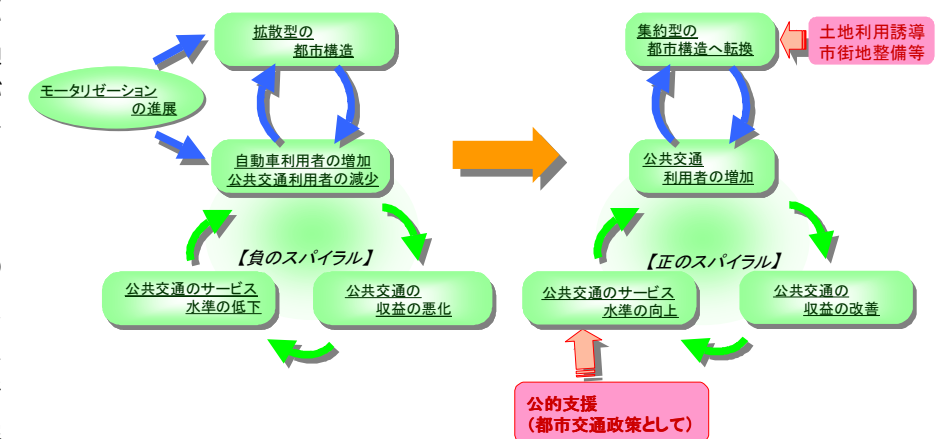 拡散型の
都市構造
モータリゼーション
の進展
自動車利用者の増加
公共交通利用者の減少
【負のスパイラル】
公共交通のサービス
水準の低下
公共交通の
収益の悪化
集約型の
都市構造へ転換
土地利用誘導
市街地整備等
公共交通
利用者の増加
【正のスパイラル】
公共交通のサービス
水準の向上
公共交通の
収益の改善
公的支援
（都市交通政策として）